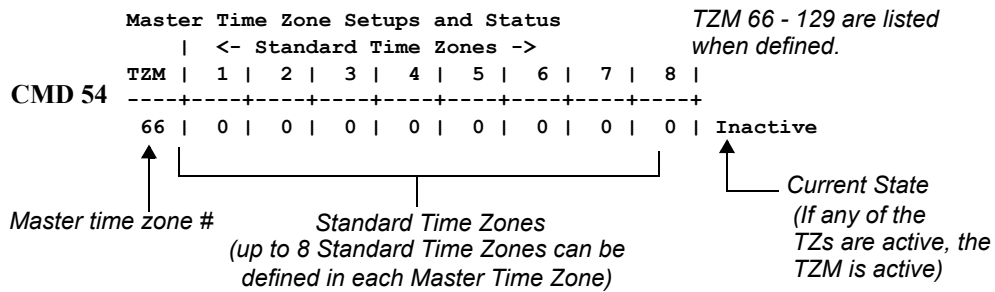 Master Time Zone Setups and Status
TZM 66 - 129 are listed
when defined.
| <- Standard Time Zones ->
TZM | 1 | 2 | 3 | 4 | 5 | 6 | 7 | 8 |
CMD 54
----+----+----+----+----+----+----+----+----+
66 | 0 | 0 | 0 | 0 | 0 | 0 | 0 | 0 | Inactive
Master time zone #
Standard Time Zones
(up to 8 Standard Time Zones can be
defined in each Master Time Zone)
Current State
(If any of the
TZs are active, the
TZM is active)